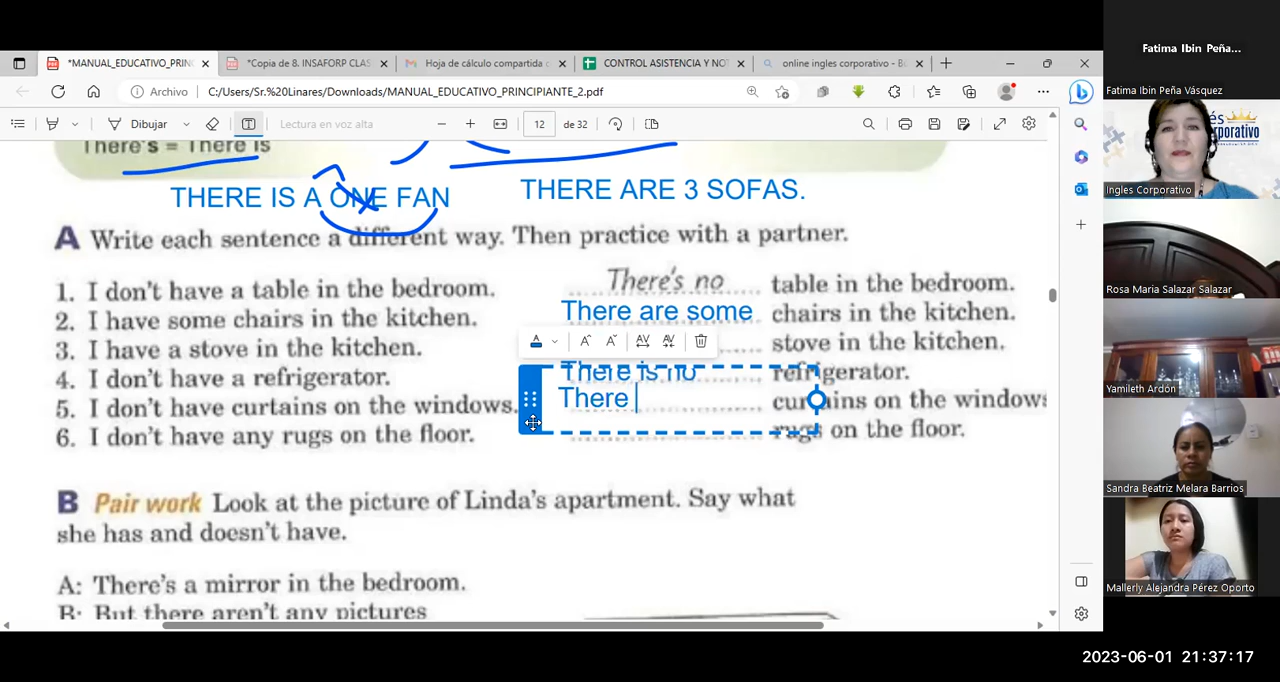 Fatima Ibin Peña...
*MANUAL_EDUCATIVO_PRIN
*Copia de 8. INSAFORP CLAS
Hoja de cálculo compartida c
CONTROL ASISTENCIA Y NOT
online ingles corporativo - B
Archivo
C:/Users/Sr.%20Linares/Downloads/MANUAL_EDUCATIVO_PRINCIPIANTE_2.pdf
Fatima Ibin Peña Vásquez
Dibujar
Lectura en voz alta
12
de 32
There's = There is
THERE IS A ONE FAN
THERE ARE 3 SOFAS.
Ingles Corporativo
A Write each sentence a different way. Then practice with a partner.
1. I don't have a table in the bedroom.
There's no table in the bedroom.
2. I have some chairs in the kitchen.
There are some chairs in the kitchen.
3. I have a stove in the kitchen.
stove in the kitchen.
4. I don't have a refrigerator.
There is no refrigerator.
5. I don't have curtains on the windows.
There curtains on the windows
6. I don't have any rugs on the floor.
rugs on the floor.
Rosa Maria Salazar Salazar
Yamileth Ardón
Sandra Beatriz Melara Barrios
Mallerly Alejandra Pérez Oporto
B Pair work Look at the picture of Linda's apartment. Say what
she has and doesn't have.
A: There's a mirror in the bedroom.
B: But there aren't any pictures
2023-06-01 21:37:17